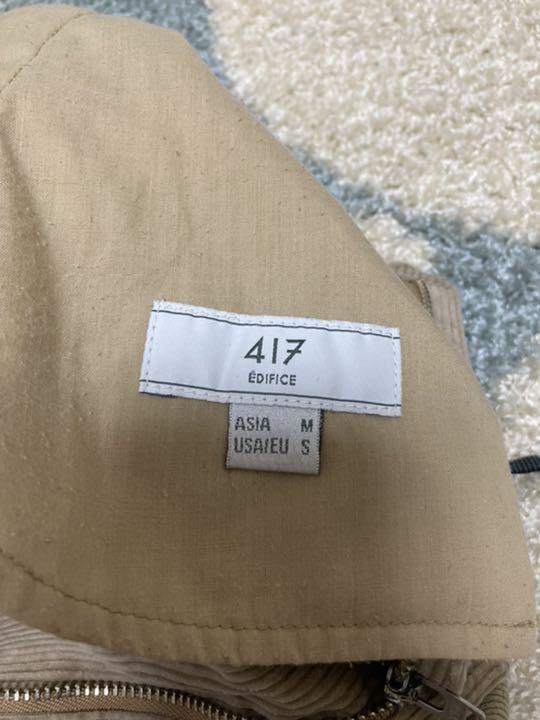 417
ÉDIFICE
ASIA M
USA/EU S